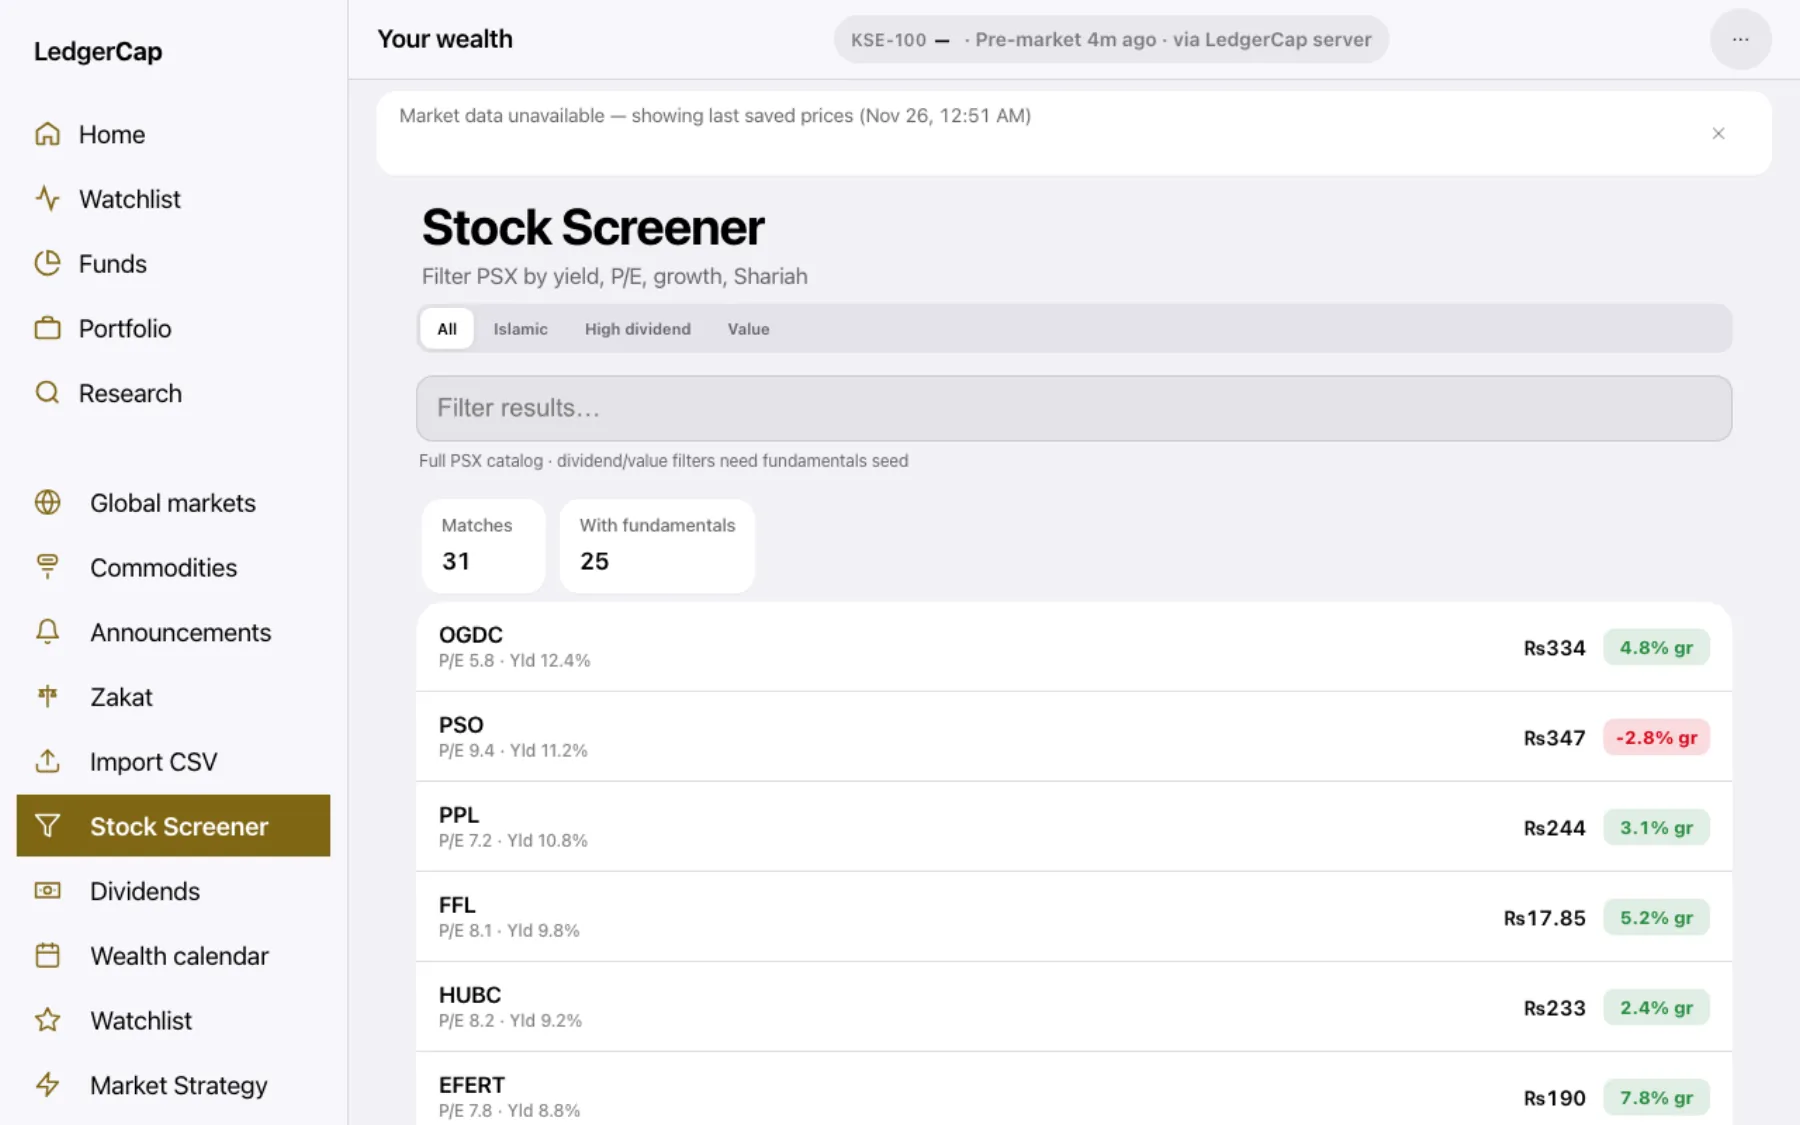 LedgerCap
Home
Watchlist
Funds
Portfolio
Research
Global markets
Commodities
Announcements
Zakat
Import CSV
Stock Screener
Dividends
Wealth calendar
Watchlist
Market Strategy
Your wealth
KSE-100 — · Pre-market 4m ago · via LedgerCap server
...
Market data unavailable — showing last saved prices (Nov 26, 12:51 AM)
×
Stock Screener
Filter PSX by yield, P/E, growth, Shariah
All Islamic High dividend Value
Filter results...
Full PSX catalog · dividend/value filters need fundamentals seed
Matches
31
With fundamentals
25
OGDC
P/E 5.8 · Yld 12.4%
₨334 4.8% gr
PSO
P/E 9.4 · Yld 11.2%
₨347 -2.8% gr
PPL
P/E 7.2 · Yld 10.8%
₨244 3.1% gr
FFL
P/E 8.1 · Yld 9.8%
₨17.85 5.2% gr
HUBC
P/E 8.2 · Yld 9.2%
₨233 2.4% gr
EFERT
P/E 7.8 · Yld 8.8%
₨190 7.8% gr